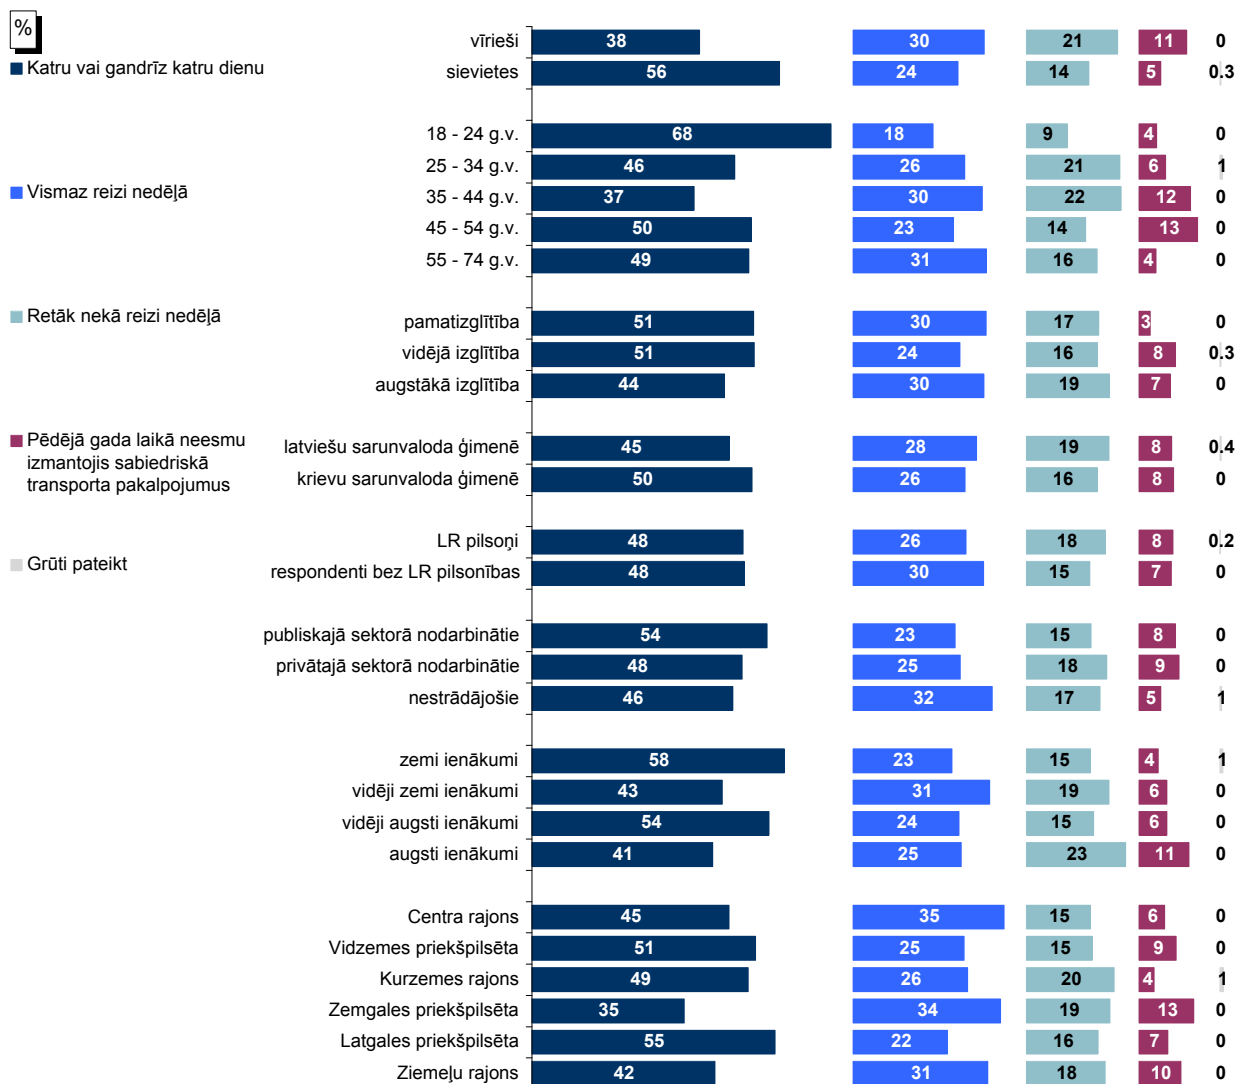 %
Katru vai gandrīz katru dienu
Vismaz reizi nedēļā
Retāk nekā reizi nedēļā
Pēdējā gada laikā neesmu
izmantojis sabiedriskā
transporta pakalpojumus
Grūti pateikt
vīrieši 38 30 21 11 0
sievietes 56 24 14 5 0.3
18 - 24 g.v. 68 18 9 4 0
25 - 34 g.v. 46 26 21 6 1
35 - 44 g.v. 37 30 22 12 0
45 - 54 g.v. 50 23 14 13 0
55 - 74 g.v. 49 31 16 4 0
pamatizglītība 51 30 17 3 0
vidējā izglītība 51 24 16 8 0.3
augstākā izglītība 44 30 19 7 0
latviešu sarunvaloda ģimenē 45 28 19 8 0.4
krievu sarunvaloda ģimenē 50 26 16 8 0
LR pilsoņi 48 26 18 8 0.2
respondenti bez LR pilsonības 48 30 15 7 0
publiskajā sektorā nodarbinātie 54 23 15 8 0
privātajā sektorā nodarbinātie 48 25 18 9 0
nestrādājošie 46 32 17 5 1
zemi ienākumi 58 23 15 4 1
vidēji zemi ienākumi 43 31 19 6 0
vidēji augsti ienākumi 54 24 15 6 0
augsti ienākumi 41 25 23 11 0
Centra rajons 45 35 15 6 0
Vidzemes priekšpilsēta 51 25 15 9 0
Kurzemes rajons 49 26 20 4 1
Zemgales priekšpilsēta 35 34 19 13 0
Latgales priekšpilsēta 55 22 16 7 0
Ziemeļu rajons 42 31 18 10 0